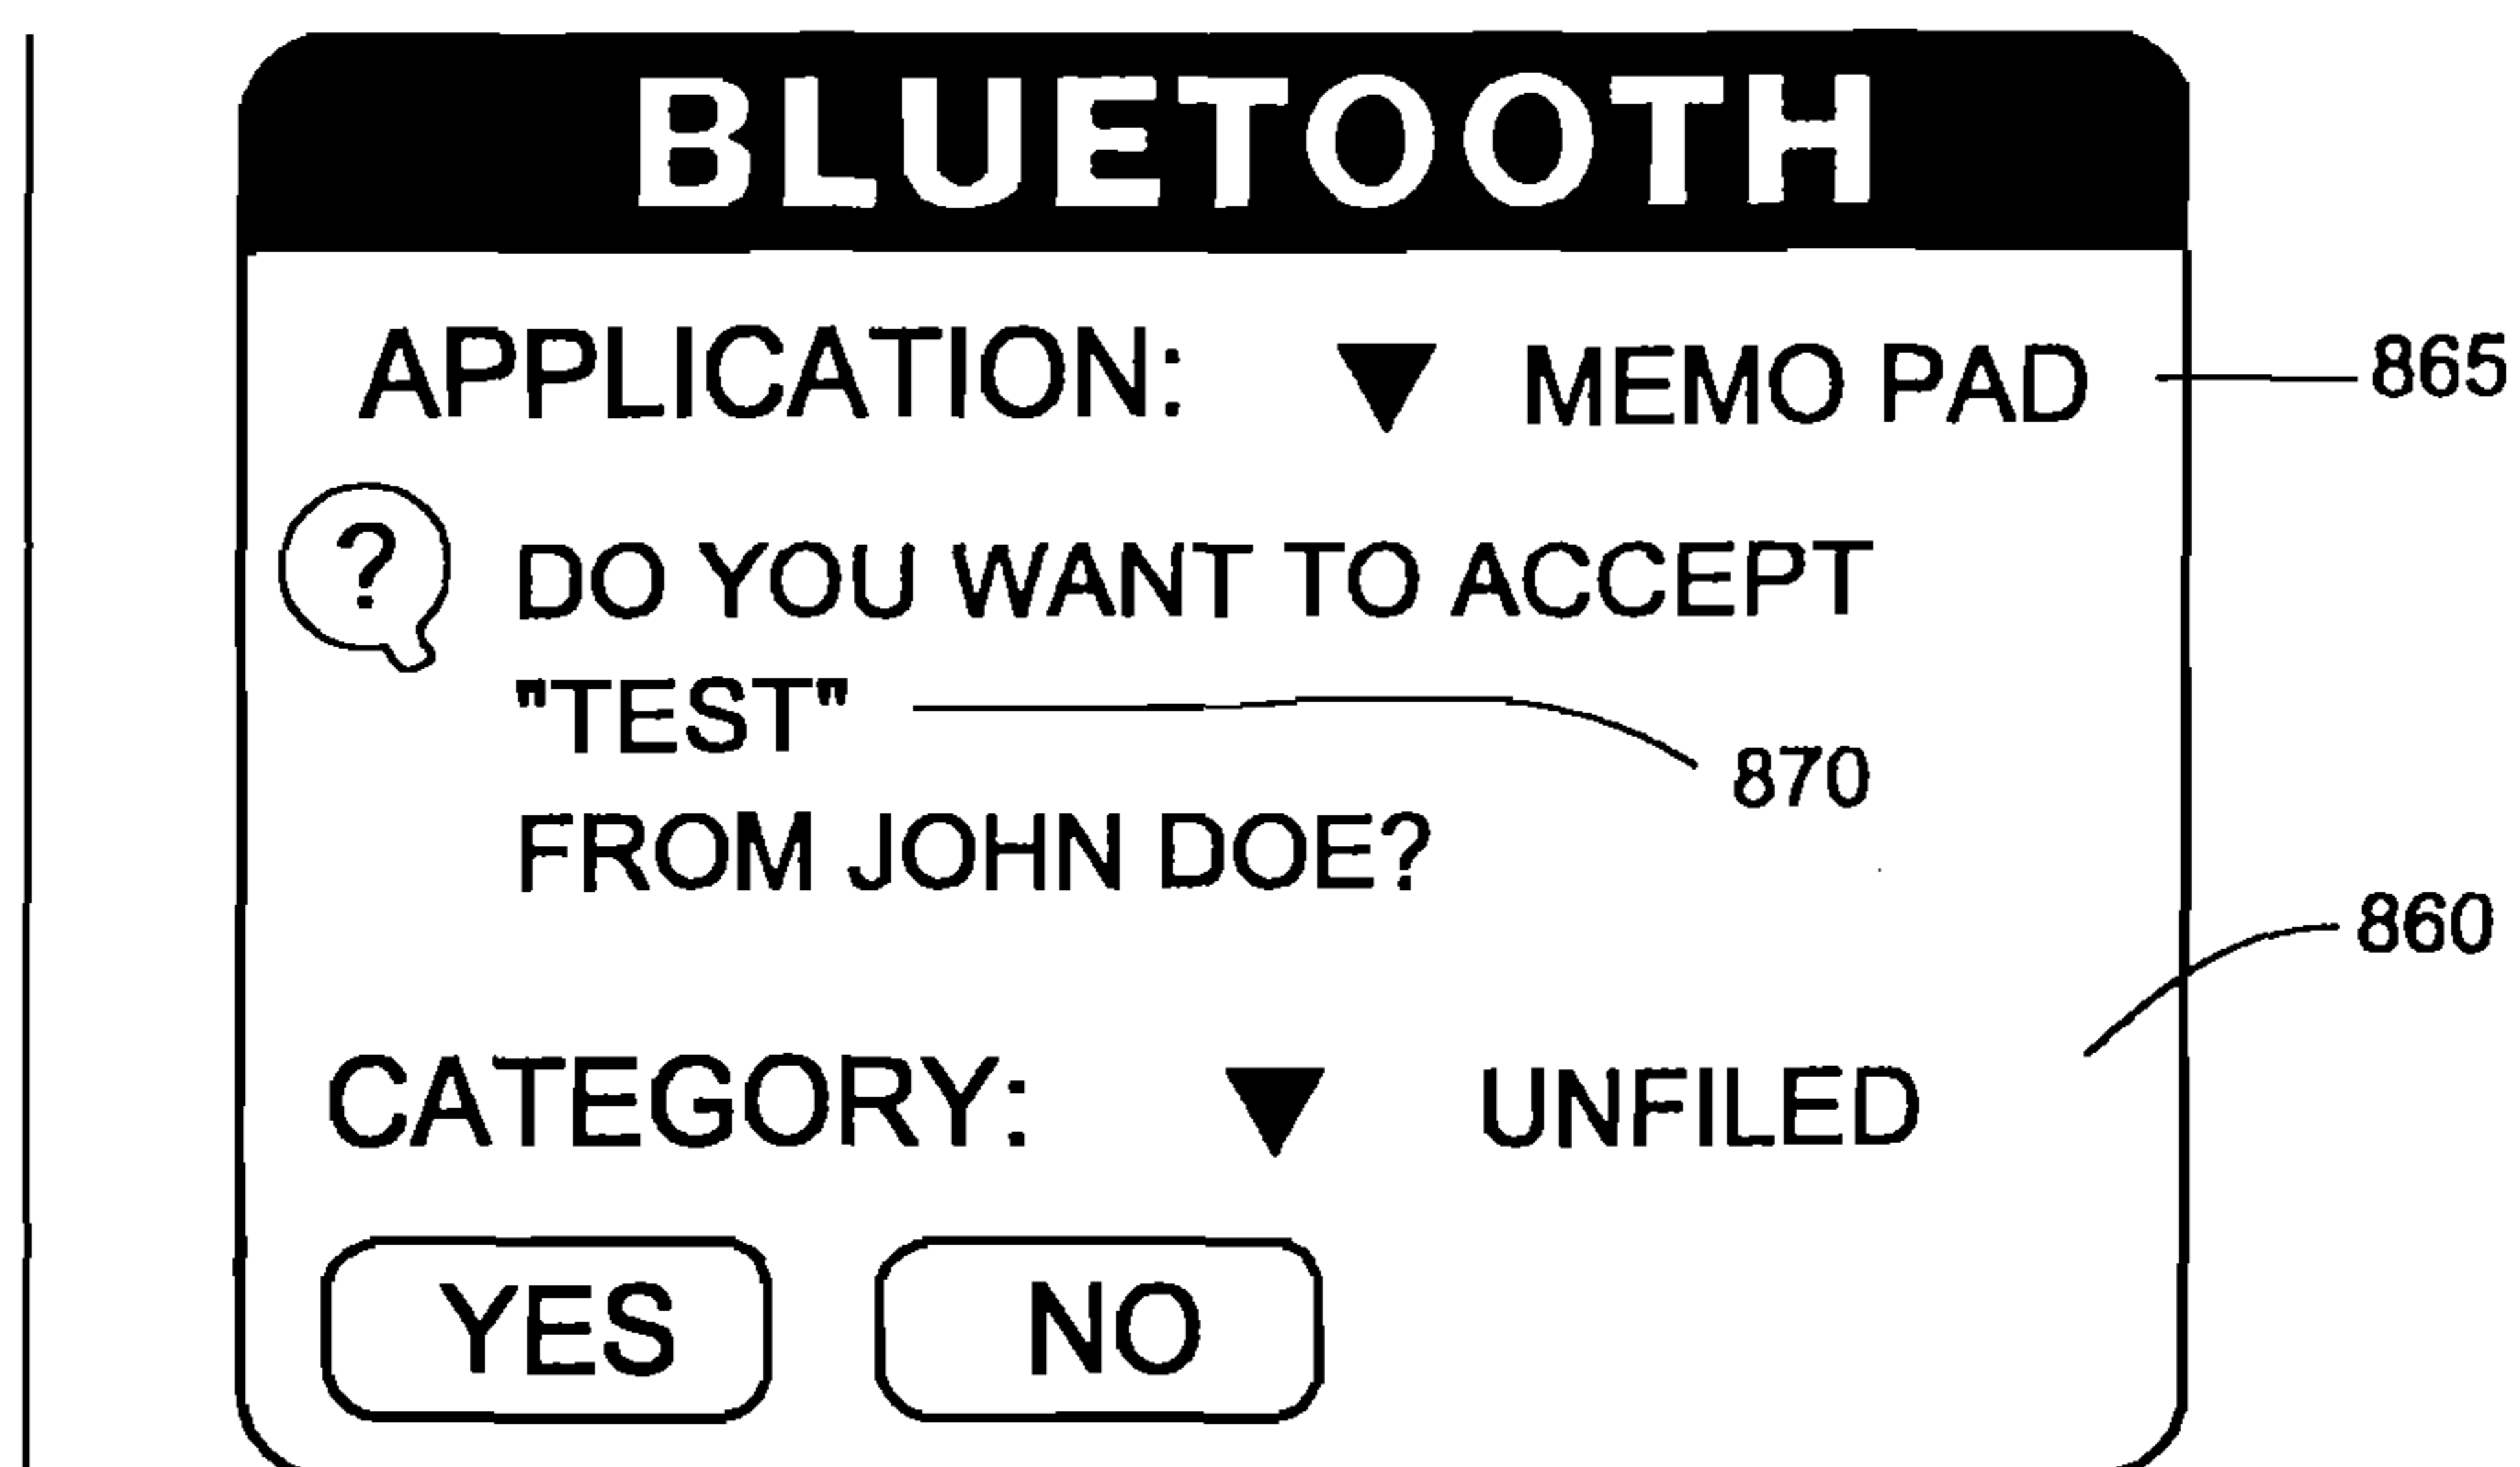 BLUETOOTH
APPLICATION: ▼ MEMO PAD 865
? DO YOU WANT TO ACCEPT
"TEST"
870
FROM JOHN DOE?
860
CATEGORY: ▼ UNFILED
YES NO